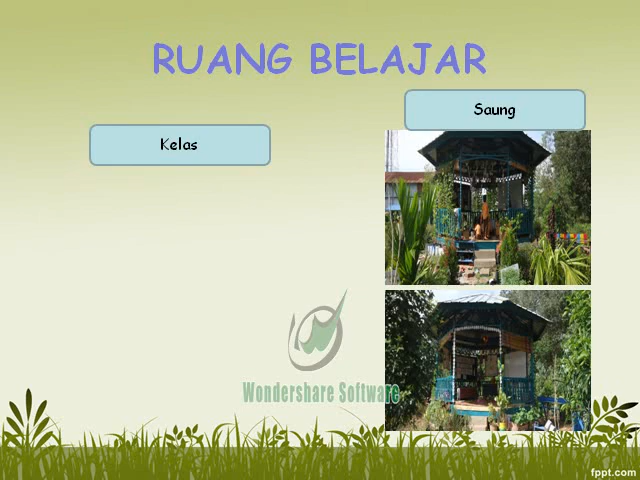 RUANG BELAJAR
Saung
Kelas
Wondershare Software
fppt.com